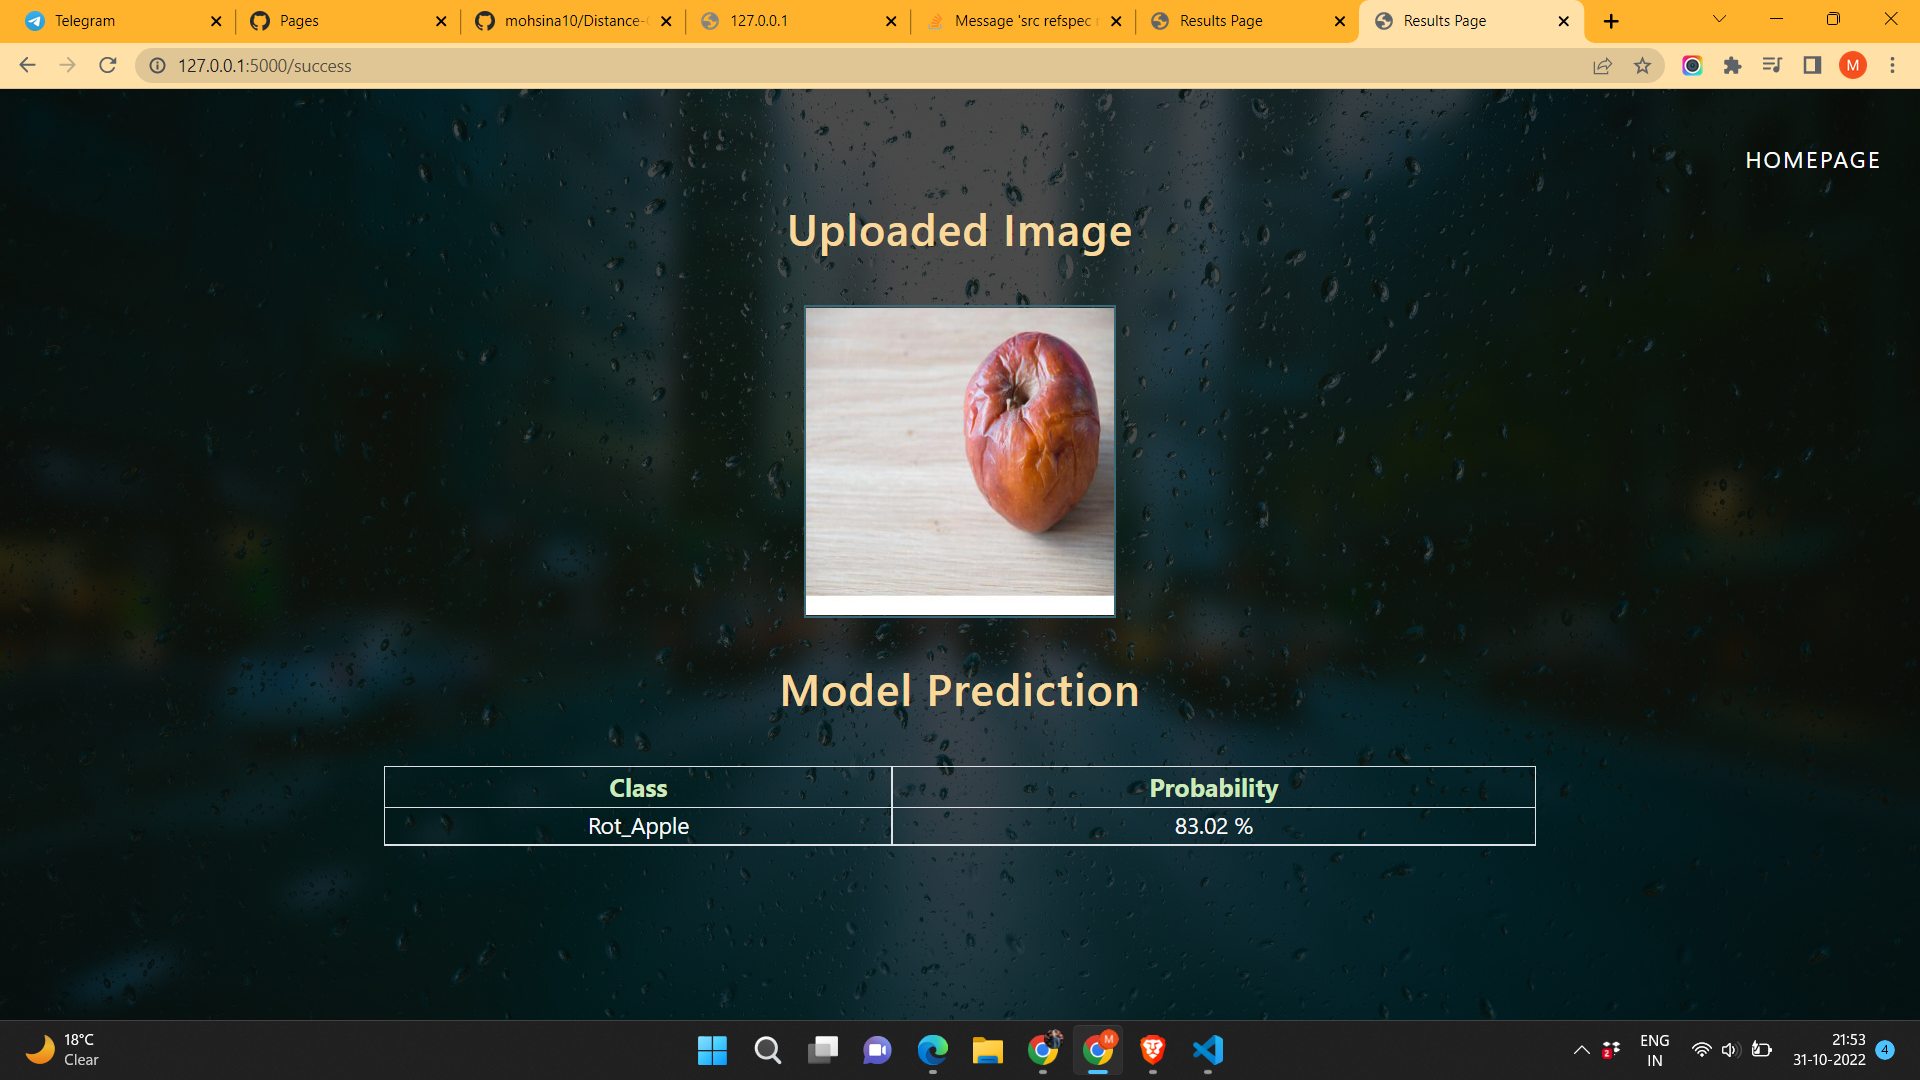 Telegram
Pages
mohsina10/Distance-
127.0.0.1
Message 'src refspec
Results Page
Results Page
127.0.0.1:5000/success
M
HOMEPAGE
Uploaded Image
Model Prediction
Class Probability
Rot_Apple 83.02 %
18°C
Clear
M
2
ENG
IN
21:53
31-10-2022
4